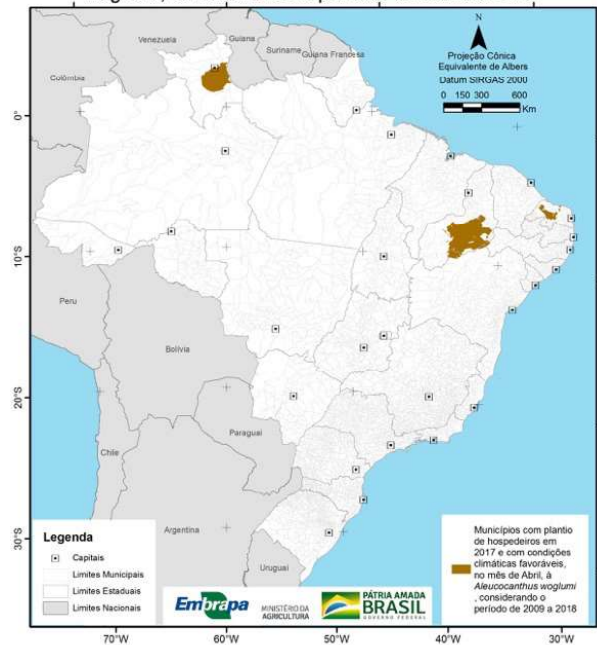 N
Projeção Cônica
Equivalente de Albers
Datum SIRGAS 2000
0 150 300 600
Km
Venezuela
Guiana
Suriname
Guiana Francesa
Colômbia
Peru
Bolívia
Paraguai
Chile
Argentina
Uruguai
0°
10°S
20°S
30°S
Legenda
Capitais
Limites Municipais
Limites Estaduais
Limites Nacionais
Embrapa
MINISTÉRIO DA
AGRICULTURA
PÁTRIA AMADA
BRASIL
GOVERNO FEDERAL
Municípios com plantio
de hospedeiros em
2017 e com condições
climáticas favoráveis,
no mês de Abril, à
Aleucocanthus woglumi
, considerando o
período de 2009 a 2018
70°W 60°W 50°W 40°W 30°W